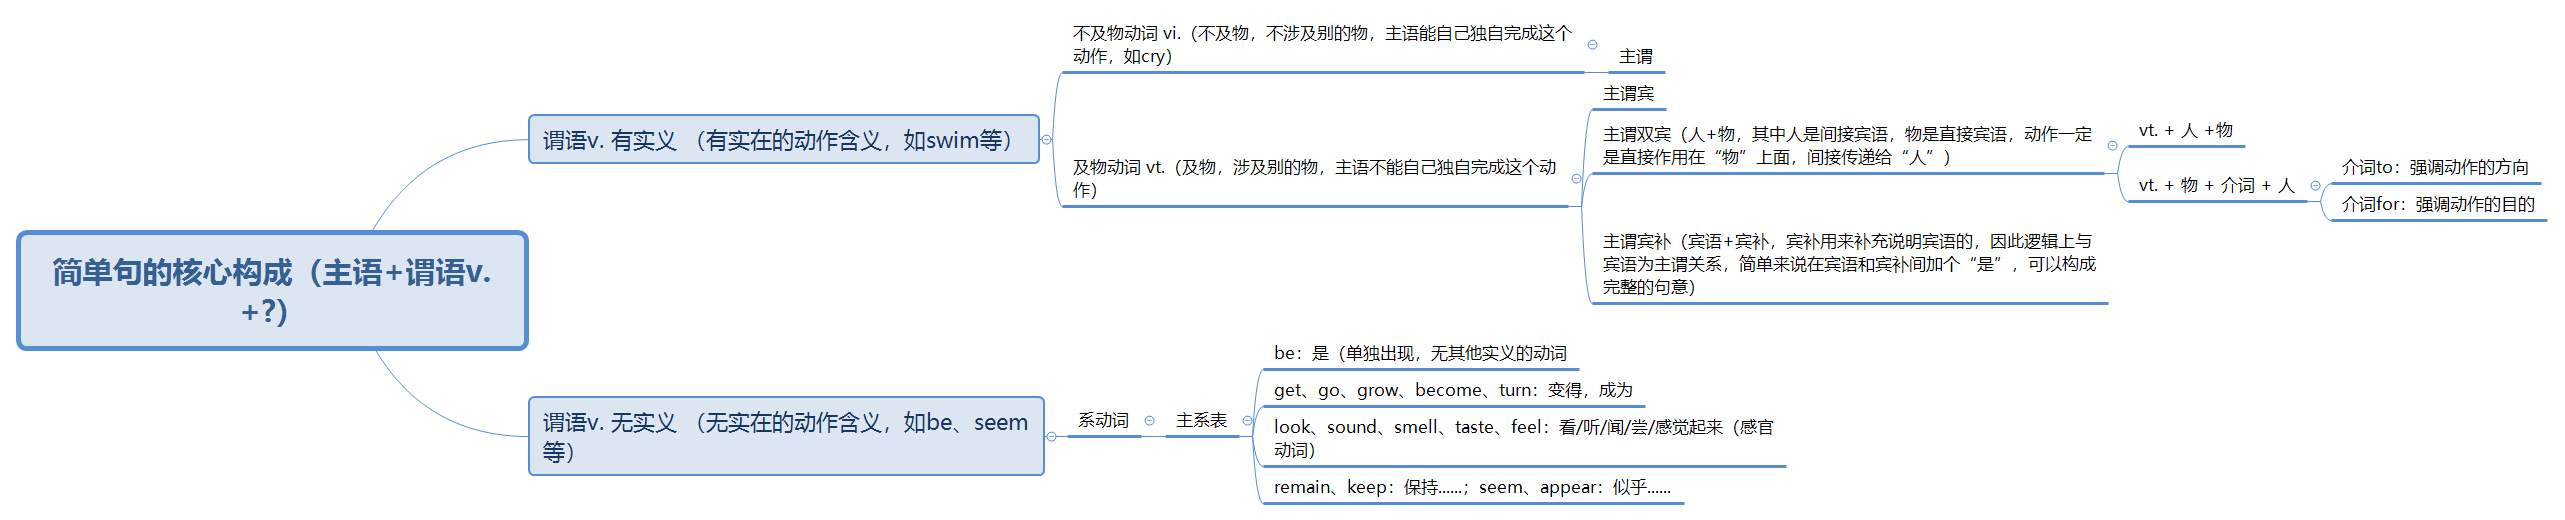 简单句的核心构成（主语+谓语v.
+?）
谓语v. 有实义 （有实在的动作含义，如swim等）
不及物动词 vi.（不及物，不涉及别的物，主语能自己独自完成这个
动作，如cry）
主谓
及物动词 vt.（及物，涉及别的物，主语不能自己独自完成这个动
作）
主谓宾
主谓双宾（人+物，其中人是间接宾语，物是直接宾语，动作一定
是直接作用在“物”上面，间接传递给“人”）
vt. + 人 +物
vt. + 物 + 介词 + 人
介词to：强调动作的方向
介词for：强调动作的目的
主谓宾补（宾语+宾补，宾补用来补充说明宾语的，因此逻辑上与
宾语为主谓关系，简单来说在宾语和宾补间加个“是”，可以构成
完整的句意）
谓语v. 无实义 （无实在的动作含义，如be、seem
等）
系动词
主系表
be：是（单独出现，无其他实义的动词
get、go、grow、become、turn：变得，成为
look、sound、smell、taste、feel：看/听/闻/尝/感觉起来（感官
动词）
remain、keep：保持......；seem、appear：似乎......